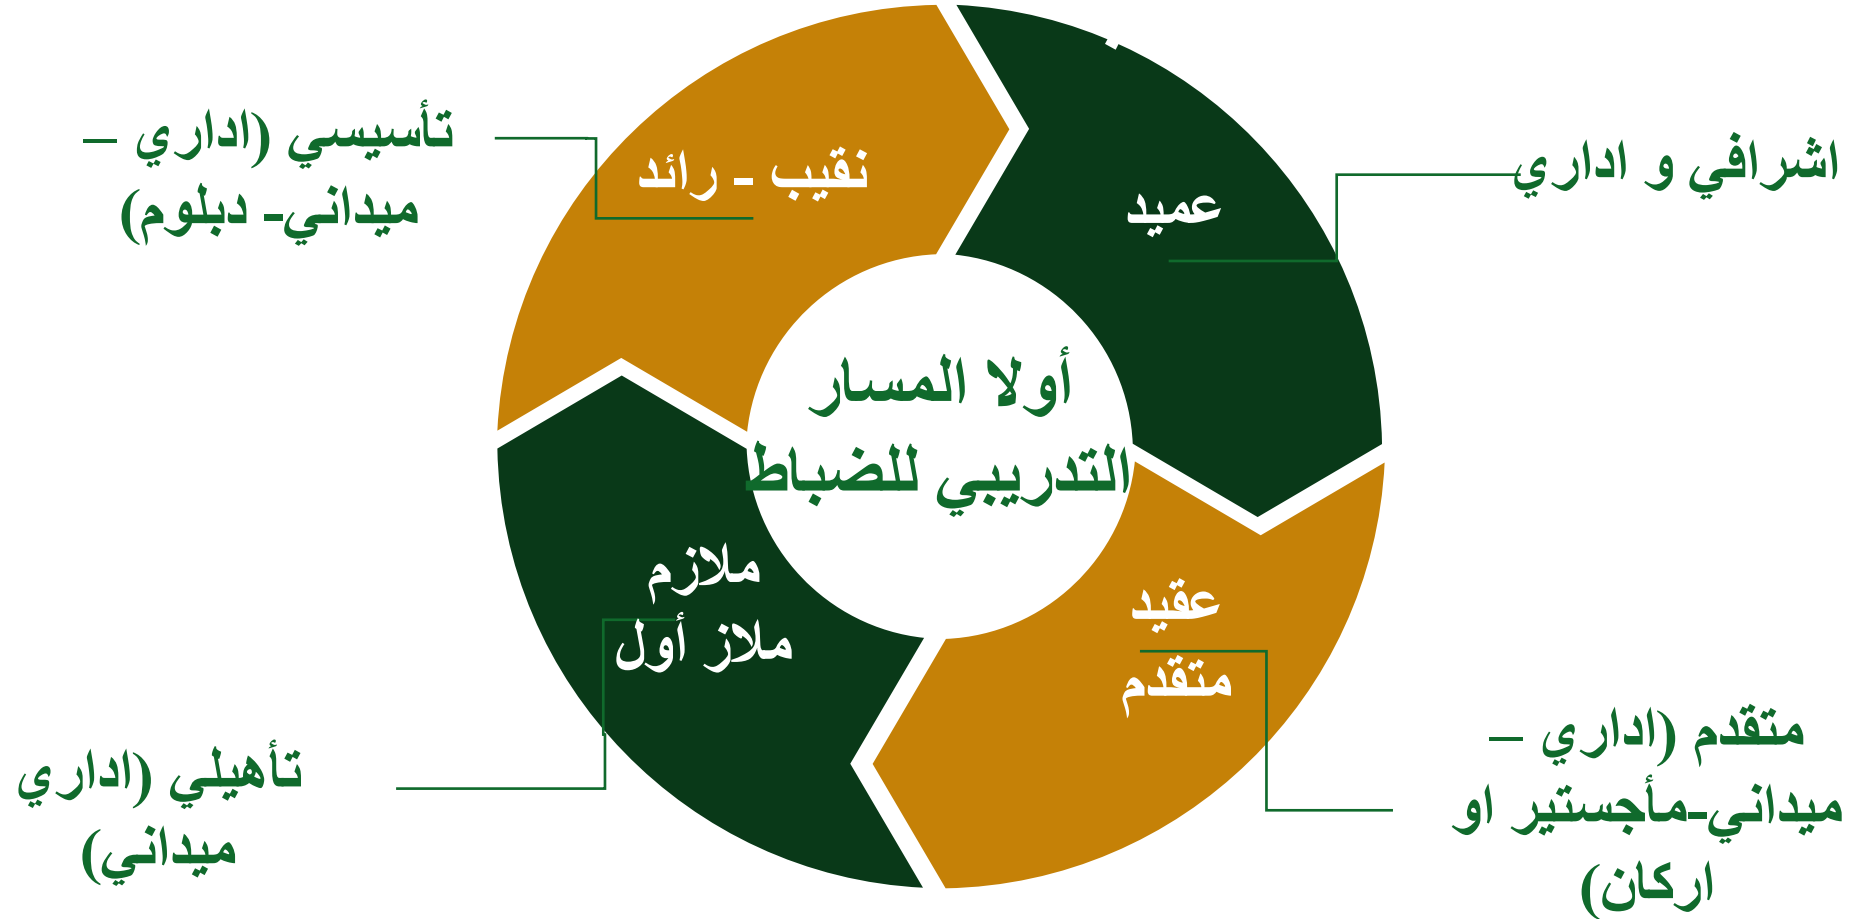 تأسيسي (اداري –
ميداني- دبلوم)
نقيب - رائد
عميد
اشرافي و اداري
أولا المسار
التدريبي للضباط
ملازم
ملاز أول
عقيد
متقدم
تأهيلي (اداري
ميداني)
متقدم (اداري –
ميداني-مأجستير او
اركان)